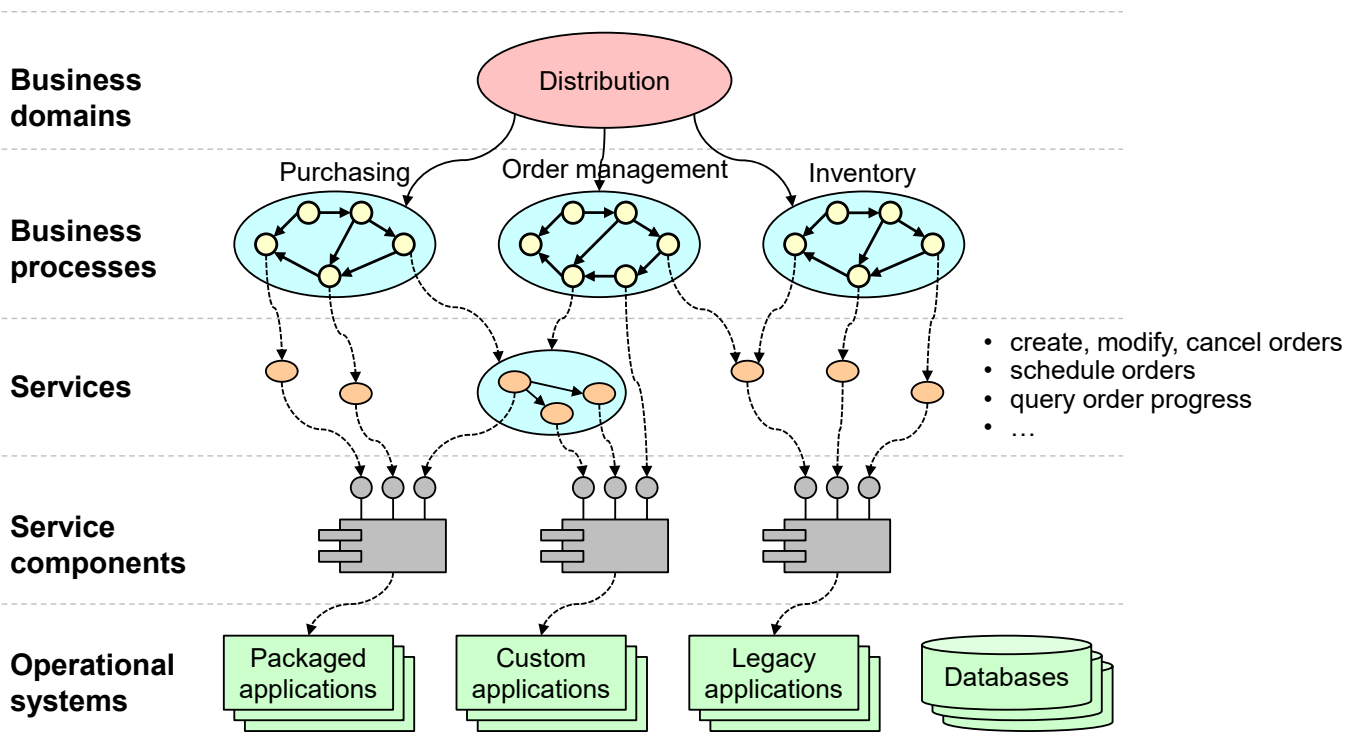 Business
domains
Distribution
Purchasing
Order management
Inventory
Business
processes
Services
• create, modify, cancel orders
• schedule orders
• query order progress
• …
Service
components
Operational
systems
Packaged
applications
Custom
applications
Legacy
applications
Databases